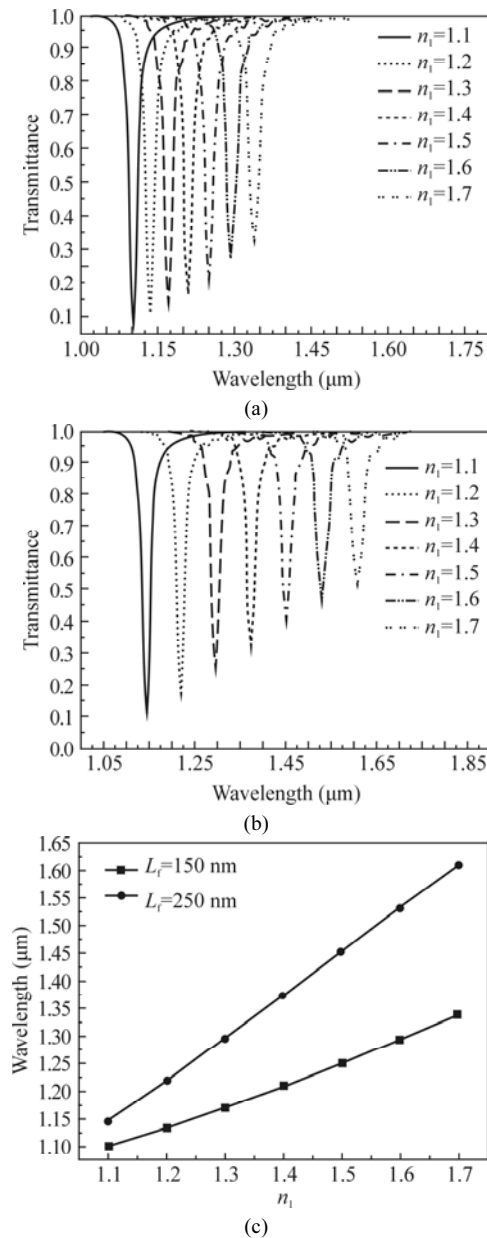 1.0
0.9
0.8
0.7
0.6
0.5
0.4
0.3
0.2
0.1
Transmittance
n₁=1.1
n₁=1.2
n₁=1.3
n₁=1.4
n₁=1.5
n₁=1.6
n₁=1.7
1.00 1.15 1.30 1.45 1.60 1.75
Wavelength (μm)
(a)
1.0
0.9
0.8
0.7
0.6
0.5
0.4
0.3
0.2
0.1
0.0
Transmittance
n₁=1.1
n₁=1.2
n₁=1.3
n₁=1.4
n₁=1.5
n₁=1.6
n₁=1.7
1.05 1.25 1.45 1.65 1.85
Wavelength (μm)
(b)
1.65
1.60
1.55
1.50
1.45
1.40
1.35
1.30
1.25
1.20
1.15
1.10
Wavelength (μm)
L_f=150 nm
L_f=250 nm
1.1 1.2 1.3 1.4 1.5 1.6 1.7
n₁
(c)